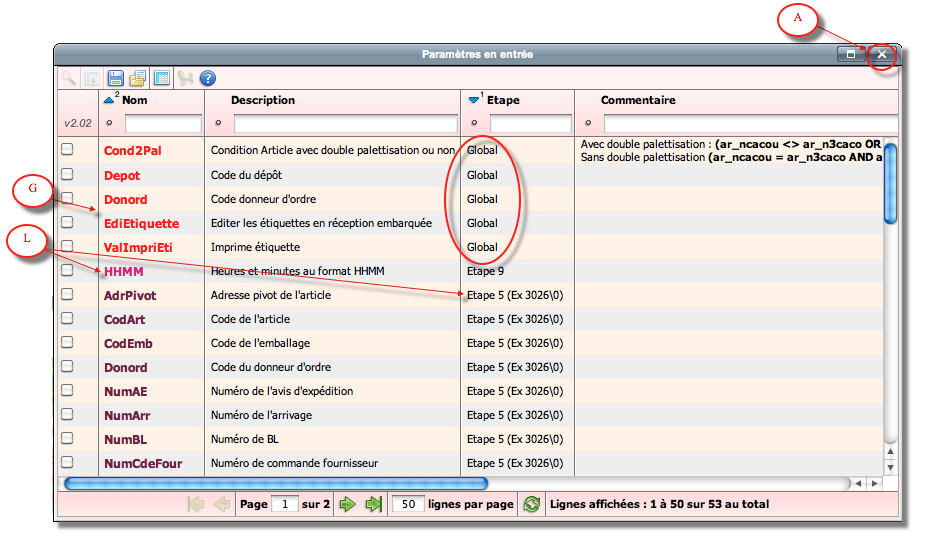 A
Paramètres en entrée
2 Nom Description 1 Etape Commentaire
v2.02
Cond2Pal Condition Article avec double palettisation ou non Global Avec double palettisation : (ar_ncacou <> ar_n3caco OR
Sans double palettisation (ar_ncacou = ar_n3caco AND a
Depot Code du dépôt Global
G
Donord Code donneur d'ordre Global
EdiEtiquette Editer les étiquettes en réception embarquée Global
L
ValImpriEti Imprime étiquette Global
HHMM Heures et minutes au format HHMM Etape 9
AdrPivot Adresse pivot de l'article Etape 5 (Ex 3026\0)
CodArt Code de l'article Etape 5 (Ex 3026\0)
CodEmb Code de l'emballage Etape 5 (Ex 3026\0)
Donord Code du donneur d'ordre Etape 5 (Ex 3026\0)
NumAE Numéro de l'avis d'expédition Etape 5 (Ex 3026\0)
NumArr Numéro de l'arrivage Etape 5 (Ex 3026\0)
NumBL Numéro de BL Etape 5 (Ex 3026\0)
NumCdeFour Numéro de commande fournisseur Etape 5 (Ex 3026\0)
Page 1 sur 2 50 lignes par page Lignes affichées : 1 à 50 sur 53 au total